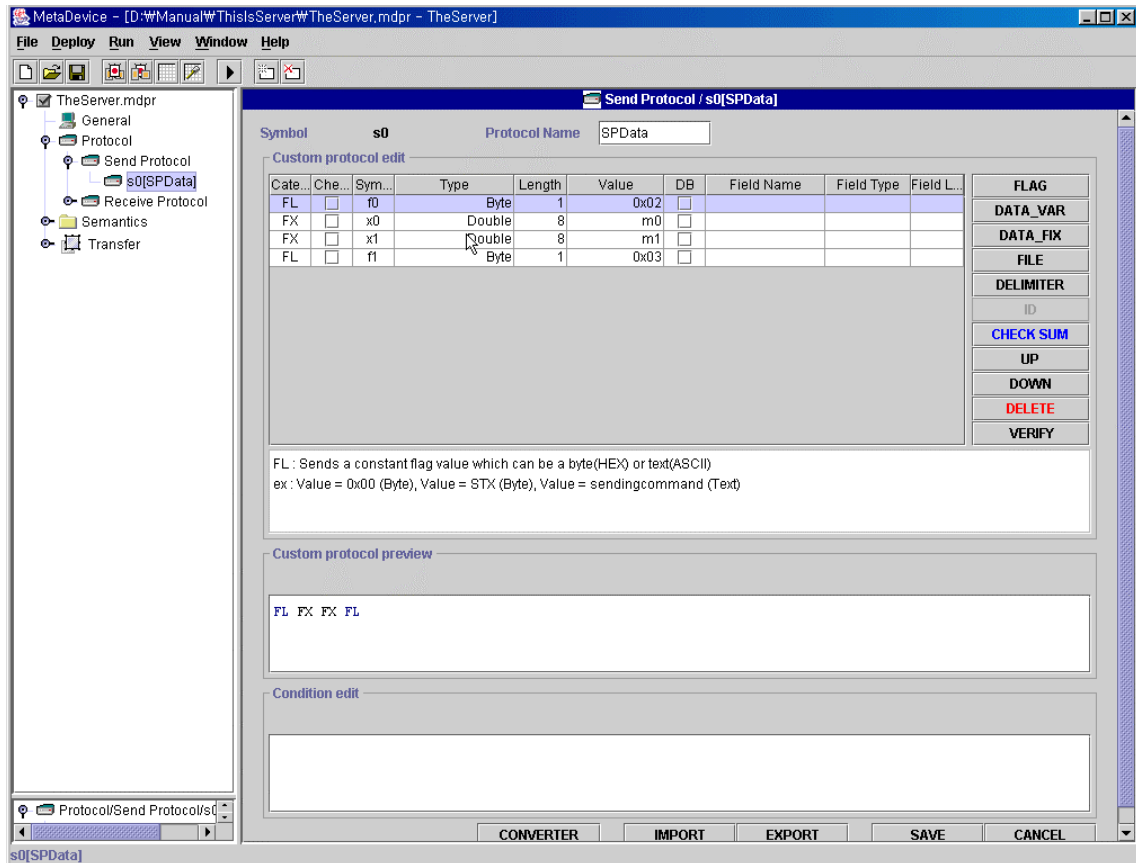 MetaDevice - [D:₩Manual₩ThisIsServer₩TheServer.mdpr - TheServer]
File Deploy Run View Window Help
TheServer.mdpr
General
Protocol
Send Protocol
s0[SPData]
Receive Protocol
Semantics
Transfer
Protocol/Send Protocol/s0
s0[SPData]
Send Protocol / s0[SPData]
Symbol s0 Protocol Name SPData
Custom protocol edit
Cate... Che... Sym... Type Length Value DB Field Name Field Type Field L...
FL f0 Byte 1 0x02
FX x0 Double 8 m0
FX x1 Double 8 m1
FL f1 Byte 1 0x03
FLAG
DATA_VAR
DATA_FIX
FILE
DELIMITER
ID
CHECK SUM
UP
DOWN
DELETE
VERIFY
FL : Sends a constant flag value which can be a byte(HEX) or text(ASCII)
ex : Value = 0x00 (Byte), Value = STX (Byte), Value = sendingcommand (Text)
Custom protocol preview
FL FX FX FL
Condition edit
CONVERTER IMPORT EXPORT SAVE CANCEL